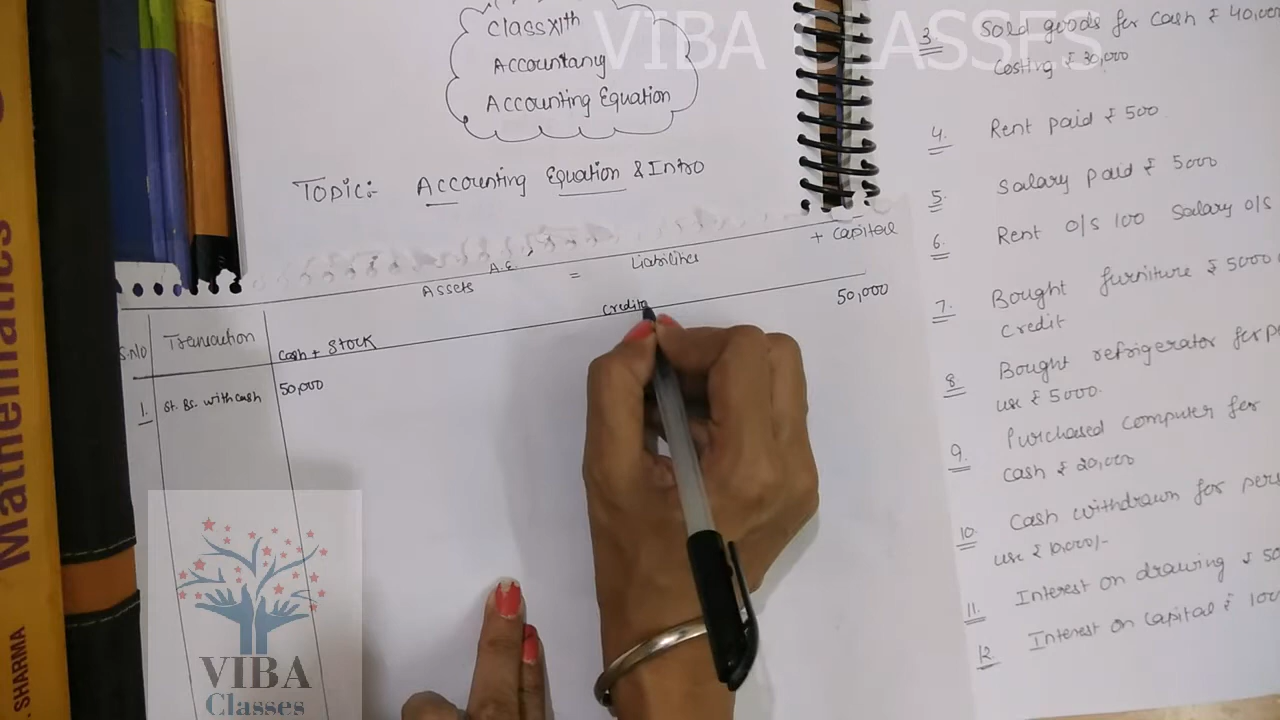 VIBA CLASSES
Class XIth
Accountany
Accounting Equation
Topic:- Accounting Equation & Intro
A.E.
Assets = Liabilities + Capital
S.NO Transaction Cash + Stock Credito 50,000
1. St. Bs. with cash 50,000
3. Sold goods for cash ₹ 40,000
Costing ₹ 30,000
4. Rent paid ₹ 500
5. Salary paid ₹ 5000
6. Rent O/S 100 Salary O/S
7. Bought furniture ₹ 5000
Credit
8 Bought refrigerator for
use ₹ 5000.
9. Purchased computer for
Cash ₹ 20,000
10. Cash withdrawn for
use ₹ 10,000/-
11. Interest on drawing ₹
12. Interest on Capital ₹
Mathematics
. SHARMA
VIBA
Classes